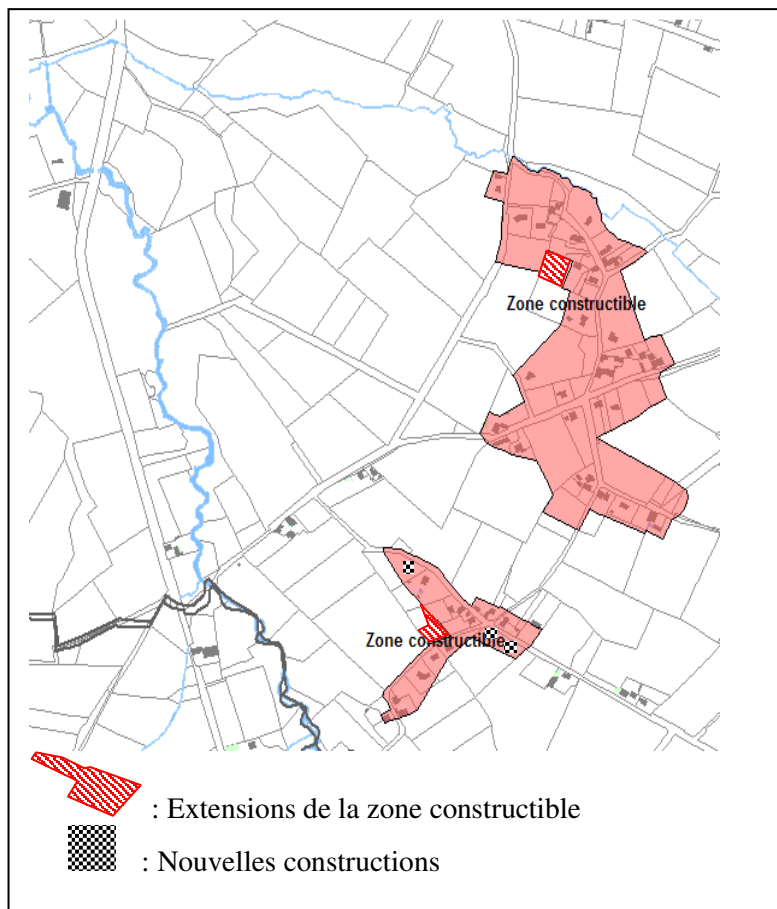 Zone constructible
Zone constructible
: Extensions de la zone constructible
: Nouvelles constructions